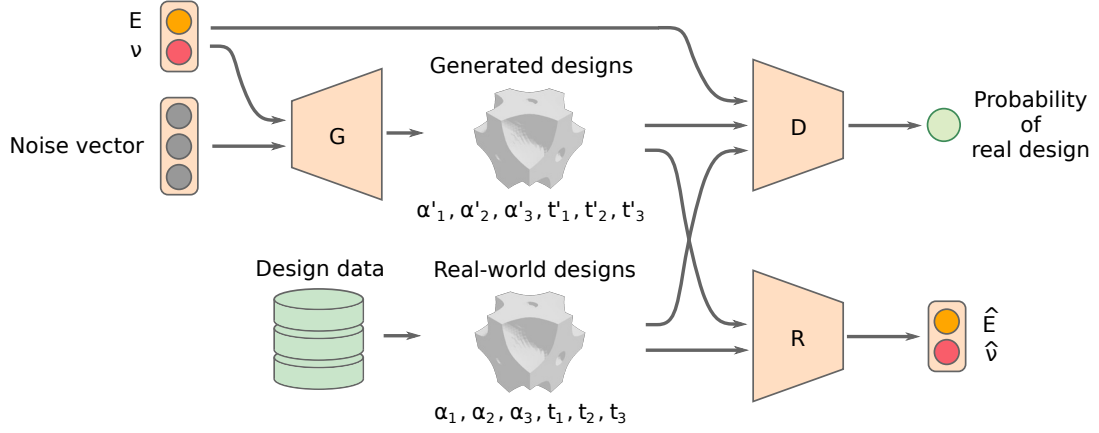 E
ν
Noise vector
G
Generated designs
α'₁, α'₂, α'₃, t'₁, t'₂, t'₃
D
Probability
of
real design
Design data
Real-world designs
α₁, α₂, α₃, t₁, t₂, t₃
R
Ê
ν̂